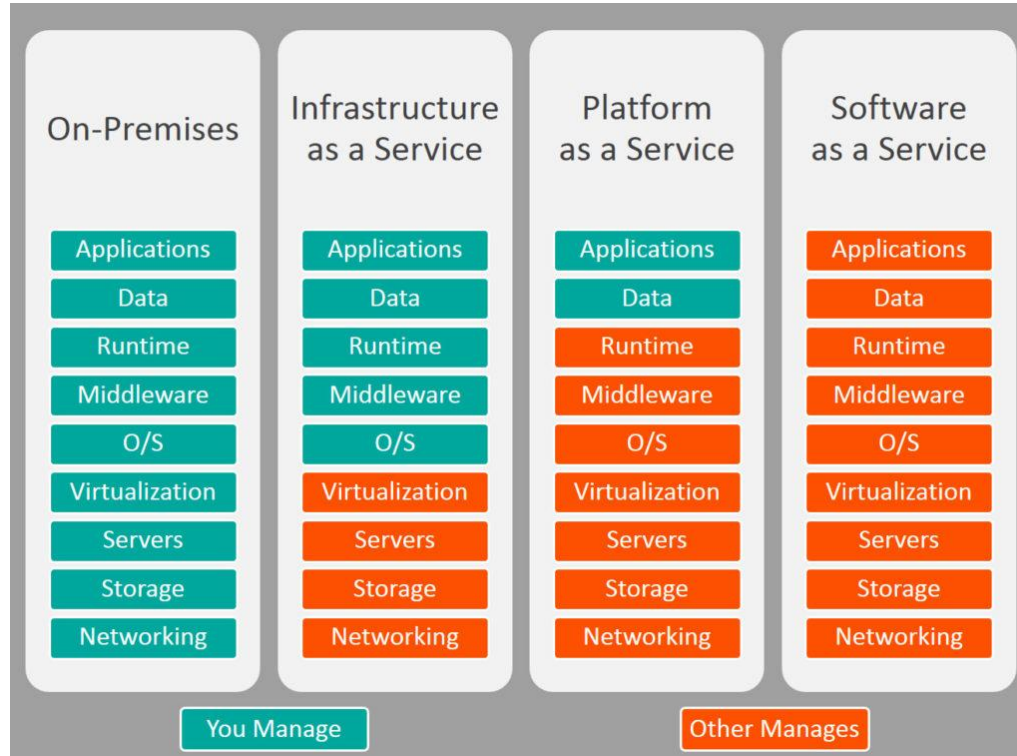 On-Premises
Applications
Data
Runtime
Middleware
O/S
Virtualization
Servers
Storage
Networking
Infrastructure
as a Service
Applications
Data
Runtime
Middleware
O/S
Virtualization
Servers
Storage
Networking
Platform
as a Service
Applications
Data
Runtime
Middleware
O/S
Virtualization
Servers
Storage
Networking
Software
as a Service
Applications
Data
Runtime
Middleware
O/S
Virtualization
Servers
Storage
Networking
You Manage
Other Manages